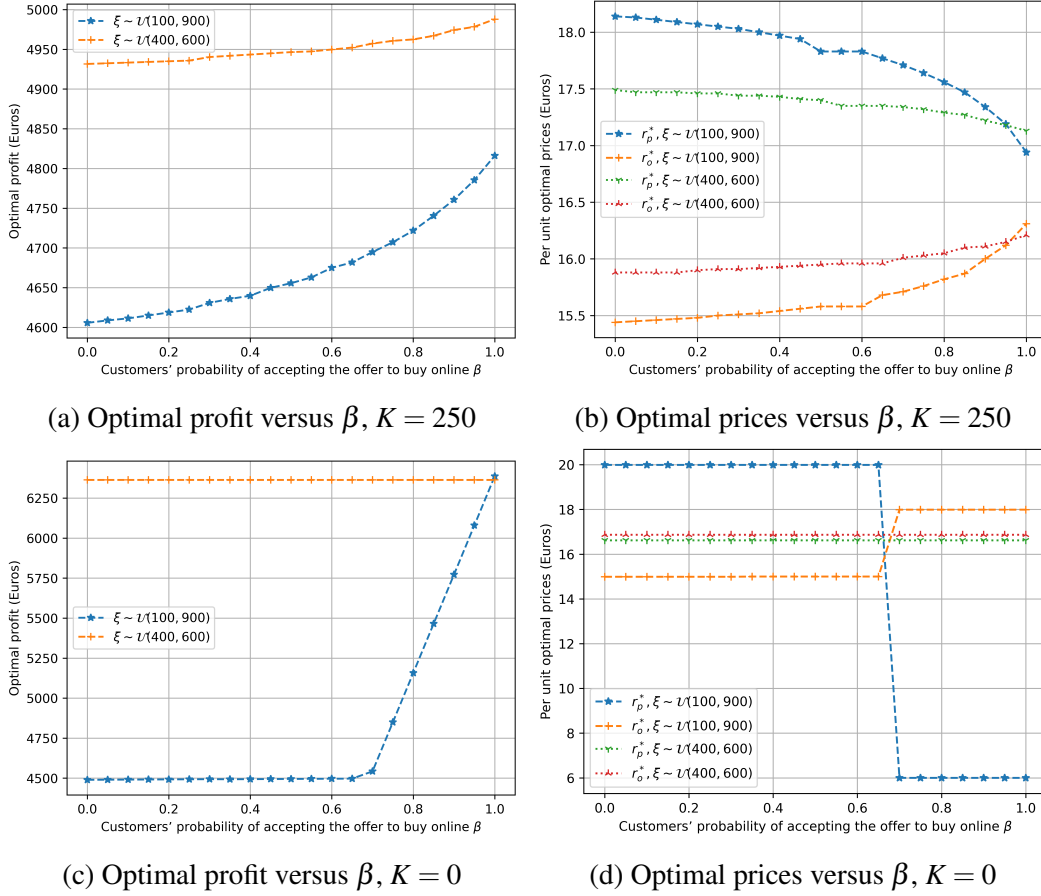 5000
4950
4900
4850
4800
4750
4700
4650
4600
Optimal profit (Euros)
ξ ~ 𝒰(100, 900)
ξ ~ 𝒰(400, 600)
0.0 0.2 0.4 0.6 0.8 1.0
Customers' probability of accepting the offer to buy online β
(a) Optimal profit versus β, K = 250
18.0
17.5
17.0
16.5
16.0
15.5
Per unit optimal prices (Euros)
r_p^*, ξ ~ 𝒰(100, 900)
r_o^*, ξ ~ 𝒰(100, 900)
r_p^*, ξ ~ 𝒰(400, 600)
r_o^*, ξ ~ 𝒰(400, 600)
0.0 0.2 0.4 0.6 0.8 1.0
Customers' probability of accepting the offer to buy online β
(b) Optimal prices versus β, K = 250
6250
6000
5750
5500
5250
5000
4750
4500
Optimal profit (Euros)
ξ ~ 𝒰(100, 900)
ξ ~ 𝒰(400, 600)
0.0 0.2 0.4 0.6 0.8 1.0
Customers' probability of accepting the offer to buy online β
(c) Optimal profit versus β, K = 0
20
18
16
14
12
10
8
6
Per unit optimal prices (Euros)
r_p^*, ξ ~ 𝒰(100, 900)
r_o^*, ξ ~ 𝒰(100, 900)
r_p^*, ξ ~ 𝒰(400, 600)
r_o^*, ξ ~ 𝒰(400, 600)
0.0 0.2 0.4 0.6 0.8 1.0
Customers' probability of accepting the offer to buy online β
(d) Optimal prices versus β, K = 0